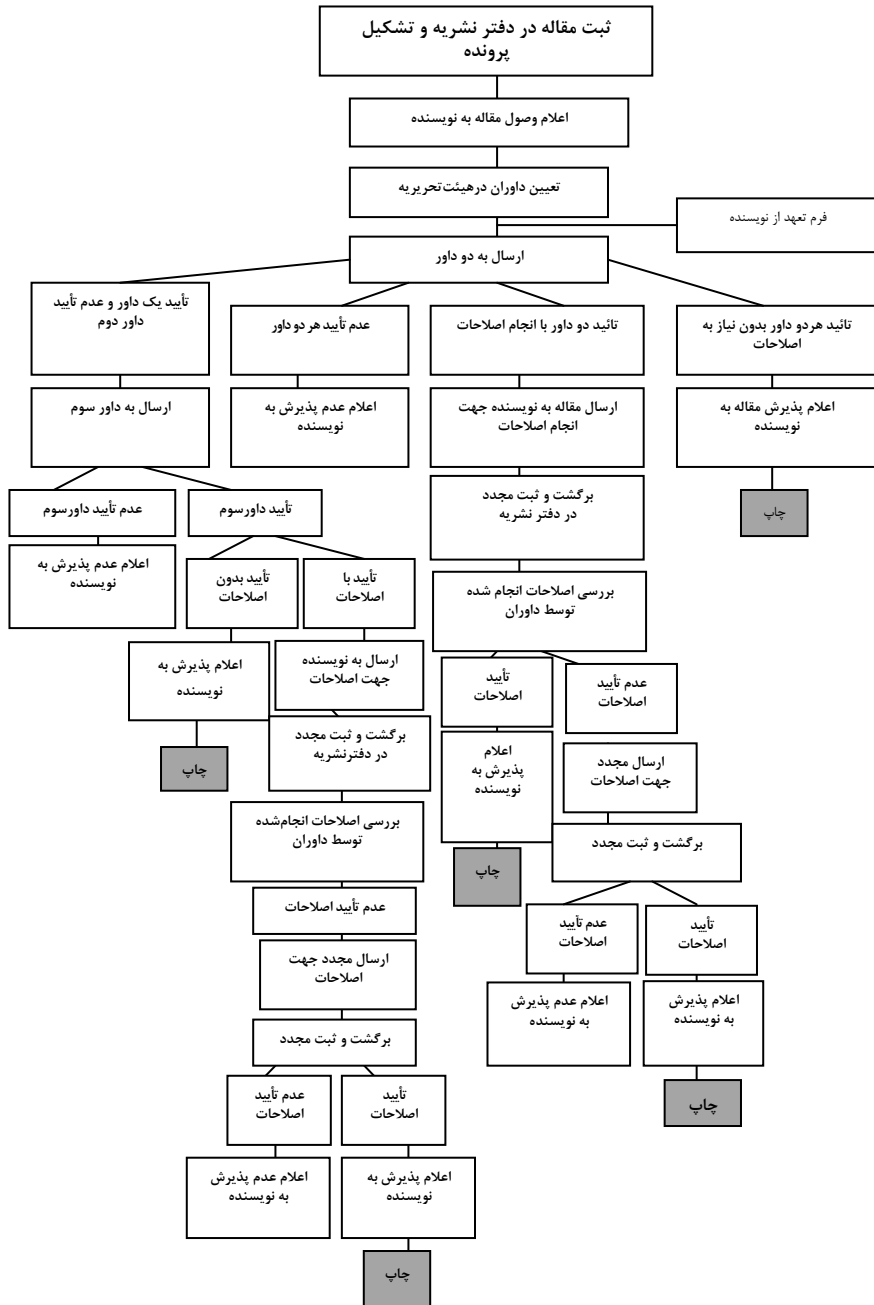 ثبت مقاله در دفتر نشریه و تشکیل
پرونده
اعلام وصول مقاله به نویسنده
تعیین داوران درهیئت‌تحریریه
فرم تعهد از نویسنده
ارسال به دو داور
تائید هردو داور بدون نیاز به
اصلاحات
تائید دو داور با انجام اصلاحات
عدم تأیید هر دو داور
تأیید یک داور و عدم تأیید
داور دوم
اعلام پذیرش مقاله به
نویسنده
ارسال مقاله به نویسنده جهت
انجام اصلاحات
اعلام عدم پذیرش به
نویسنده
ارسال به داور سوم
چاپ
برگشت و ثبت مجدد
در دفتر نشریه
تأیید داورسوم
عدم تأیید داورسوم
بررسی اصلاحات انجام شده
توسط داوران
تأیید با
اصلاحات
تأیید بدون
اصلاحات
اعلام عدم پذیرش به
نویسنده
عدم تأیید
اصلاحات
تأیید
اصلاحات
ارسال به نویسنده
جهت اصلاحات
اعلام پذیرش به
نویسنده
ارسال مجدد
جهت اصلاحات
اعلام
پذیرش به
نویسنده
برگشت و ثبت مجدد
در دفترنشریه
چاپ
برگشت و ثبت مجدد
چاپ
بررسی اصلاحات انجام‌شده
توسط داوران
تأیید
اصلاحات
عدم تأیید
اصلاحات
عدم تأیید اصلاحات
اعلام پذیرش
به نویسنده
اعلام عدم پذیرش
به نویسنده
ارسال مجدد جهت
اصلاحات
چاپ
برگشت و ثبت مجدد
تأیید
اصلاحات
عدم تأیید
اصلاحات
اعلام پذیرش به
نویسنده
اعلام عدم پذیرش
به نویسنده
چاپ